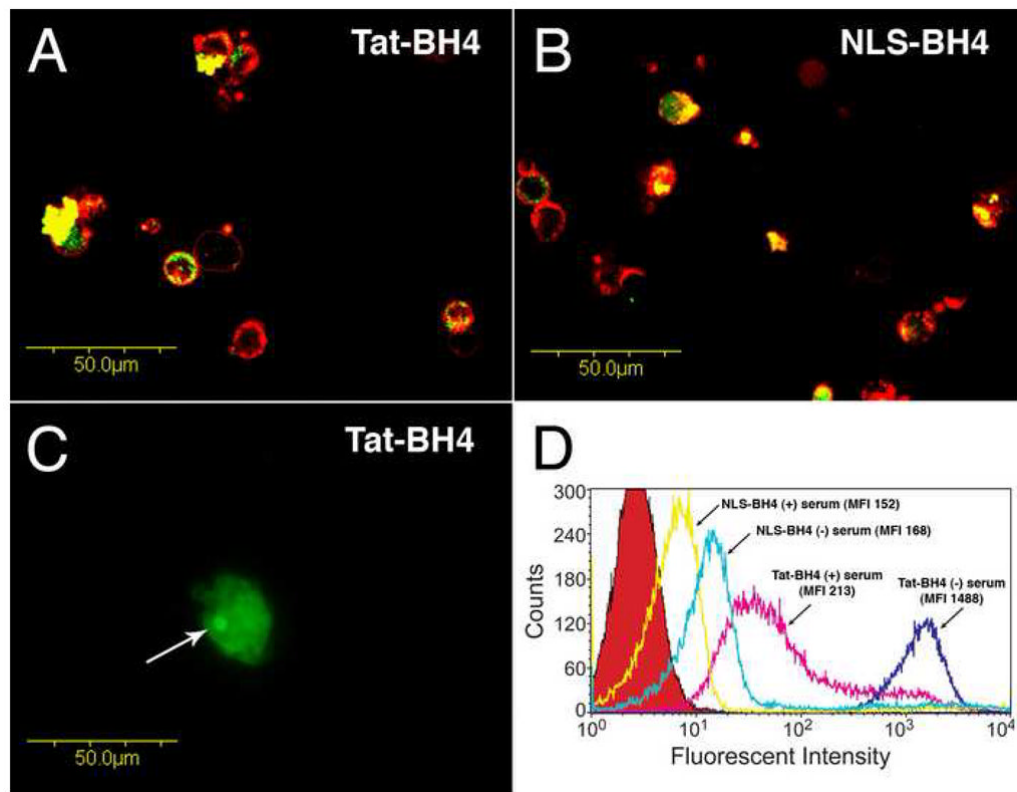 A
Tat-BH4
50.0µm
B
NLS-BH4
50.0µm
C
Tat-BH4
50.0µm
D
300
240
180
120
60
0
Counts
NLS-BH4 (+) serum (MFI 152)
NLS-BH4 (-) serum (MFI 168)
Tat-BH4 (+) serum
(MFI 213)
Tat-BH4 (-) serum
(MFI 1488)
10⁰
10¹
10²
10³
10⁴
Fluorescent Intensity